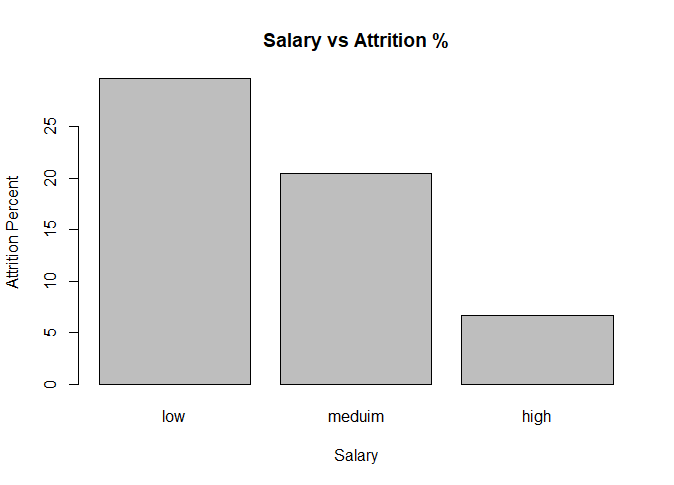 Salary vs Attrition %
Attrition Percent
25
20
15
10
5
0
low meduim high
Salary